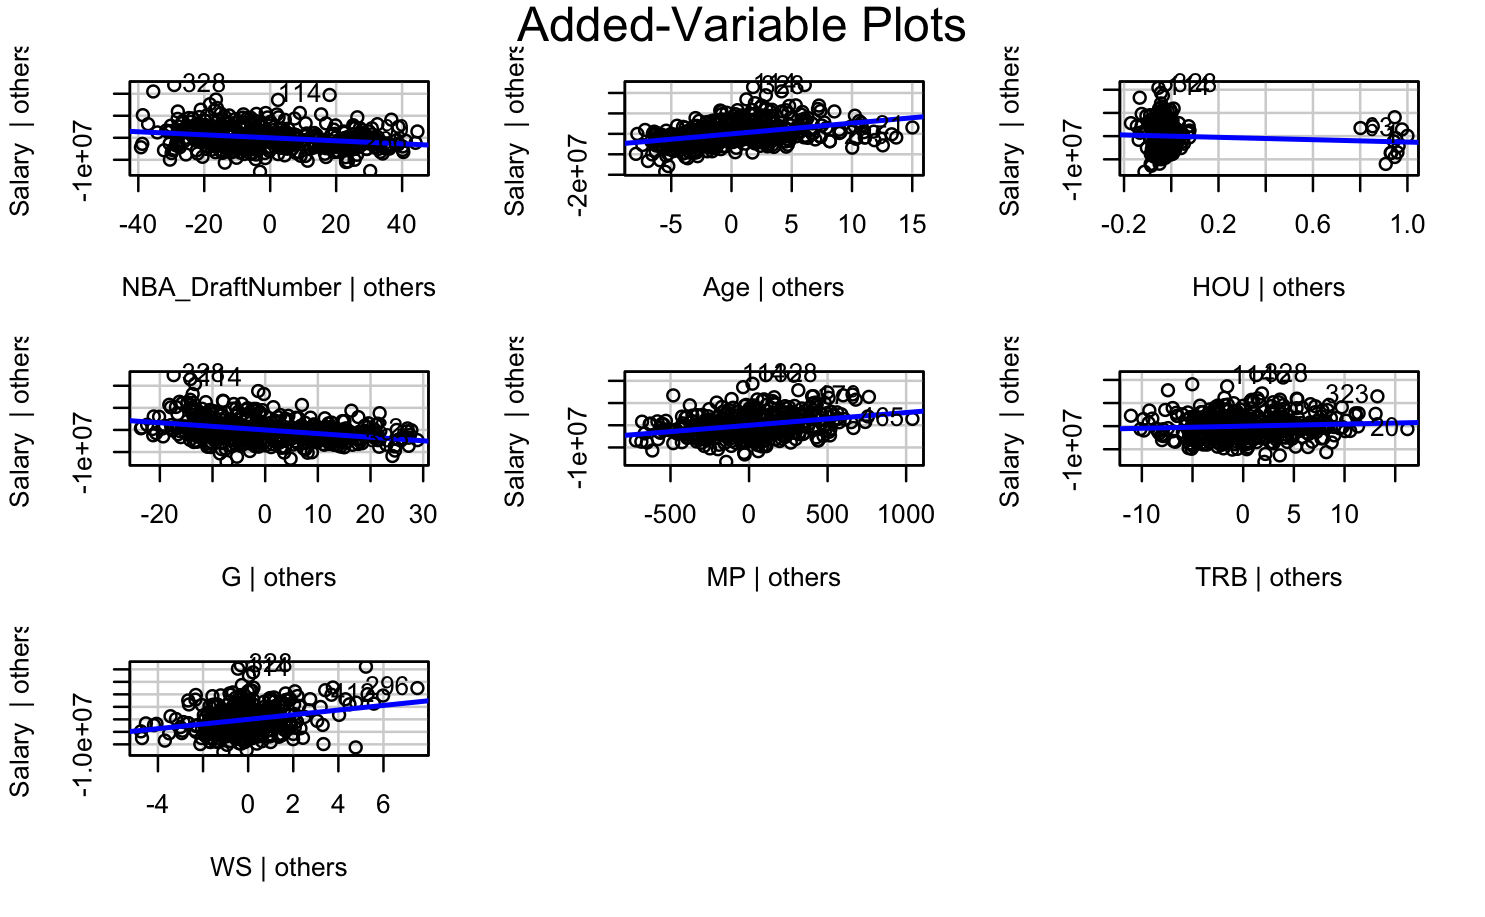 Added-Variable Plots
Salary | others
-1e+07
328
114
-40 -20 0 20 40
NBA_DraftNumber | others
Salary | others
-2e+07
-5 0 5 10 15
Age | others
Salary | others
-1e+07
328
-0.2 0.2 0.6 1.0
HOU | others
Salary | others
-1e+07
328
114
-20 0 10 20 30
G | others
Salary | others
-1e+07
328
-500 0 500 1000
MP | others
Salary | others
-1e+07
328
323
-10 0 5 10
TRB | others
Salary | others
-1.0e+07
328
296
-4 0 2 4 6
WS | others